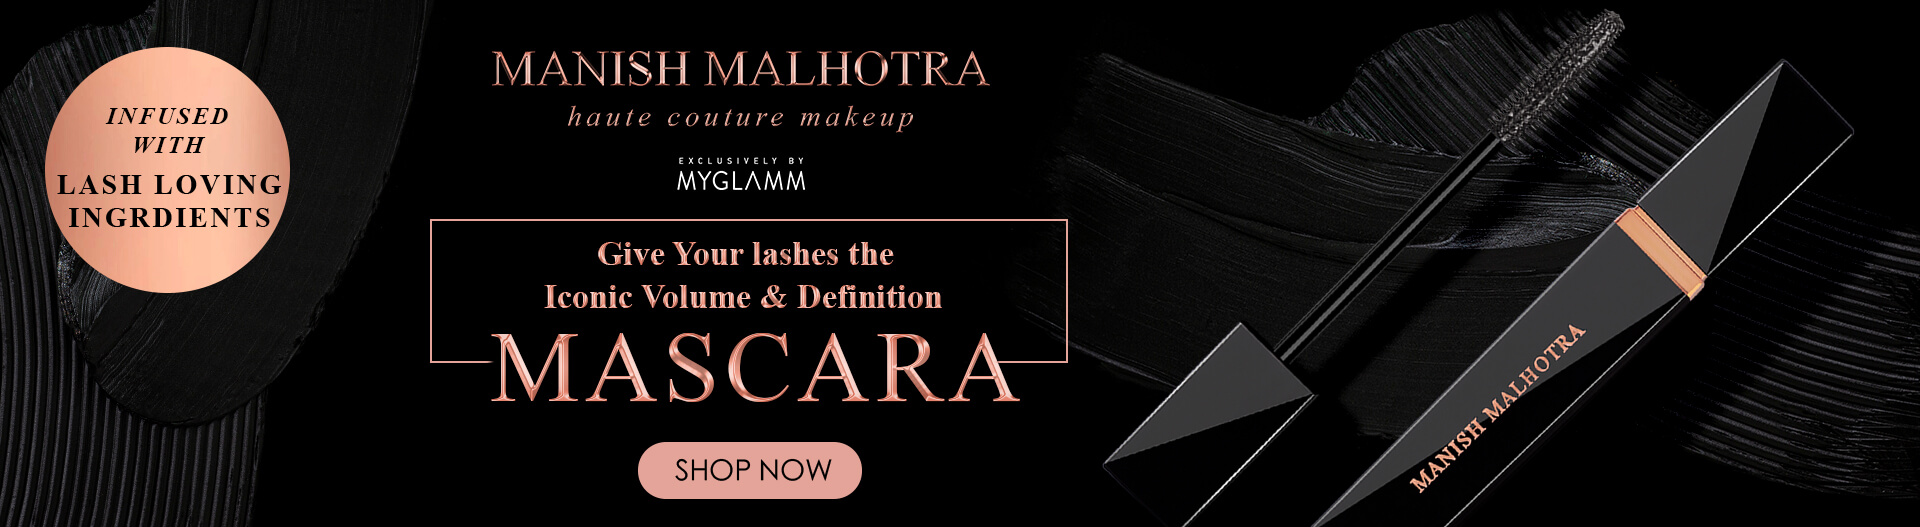 INFUSED
WITH
LASH LOVING
INGRDIENTS
MANISH MALHOTRA
haute couture makeup
EXCLUSIVELY BY
MYGLAMM
Give Your lashes the
Iconic Volume & Definition
MASCARA
SHOP NOW
MANISH MALHOTRA